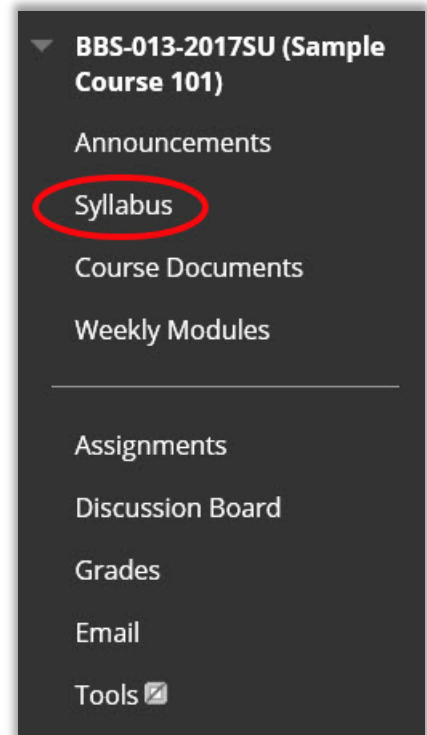 BBS-013-2017SU (Sample
Course 101)
Announcements
Syllabus
Course Documents
Weekly Modules
Assignments
Discussion Board
Grades
Email
Tools